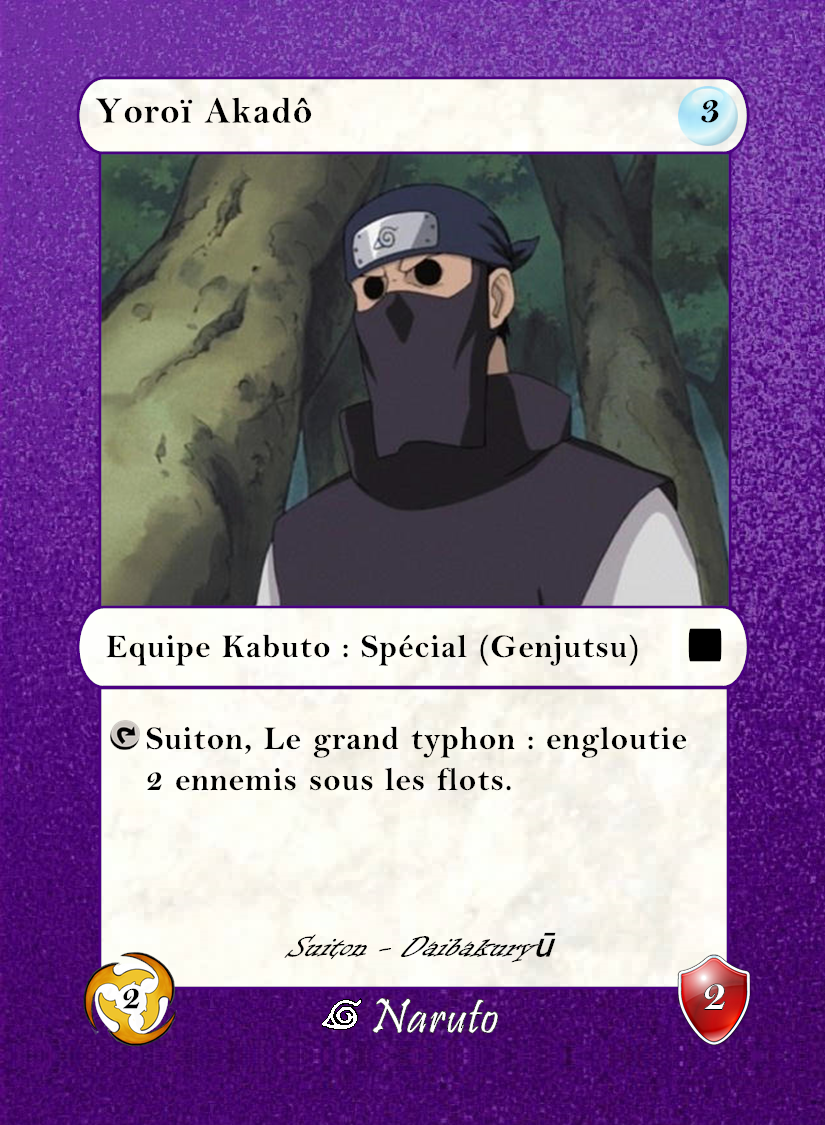 Yoroï Akadô
3
Equipe Kabuto : Spécial (Genjutsu)
Suiton, Le grand typhon : engloutie
2 ennemis sous les flots.
Suiton - Daibakuryū
2
Naruto
2